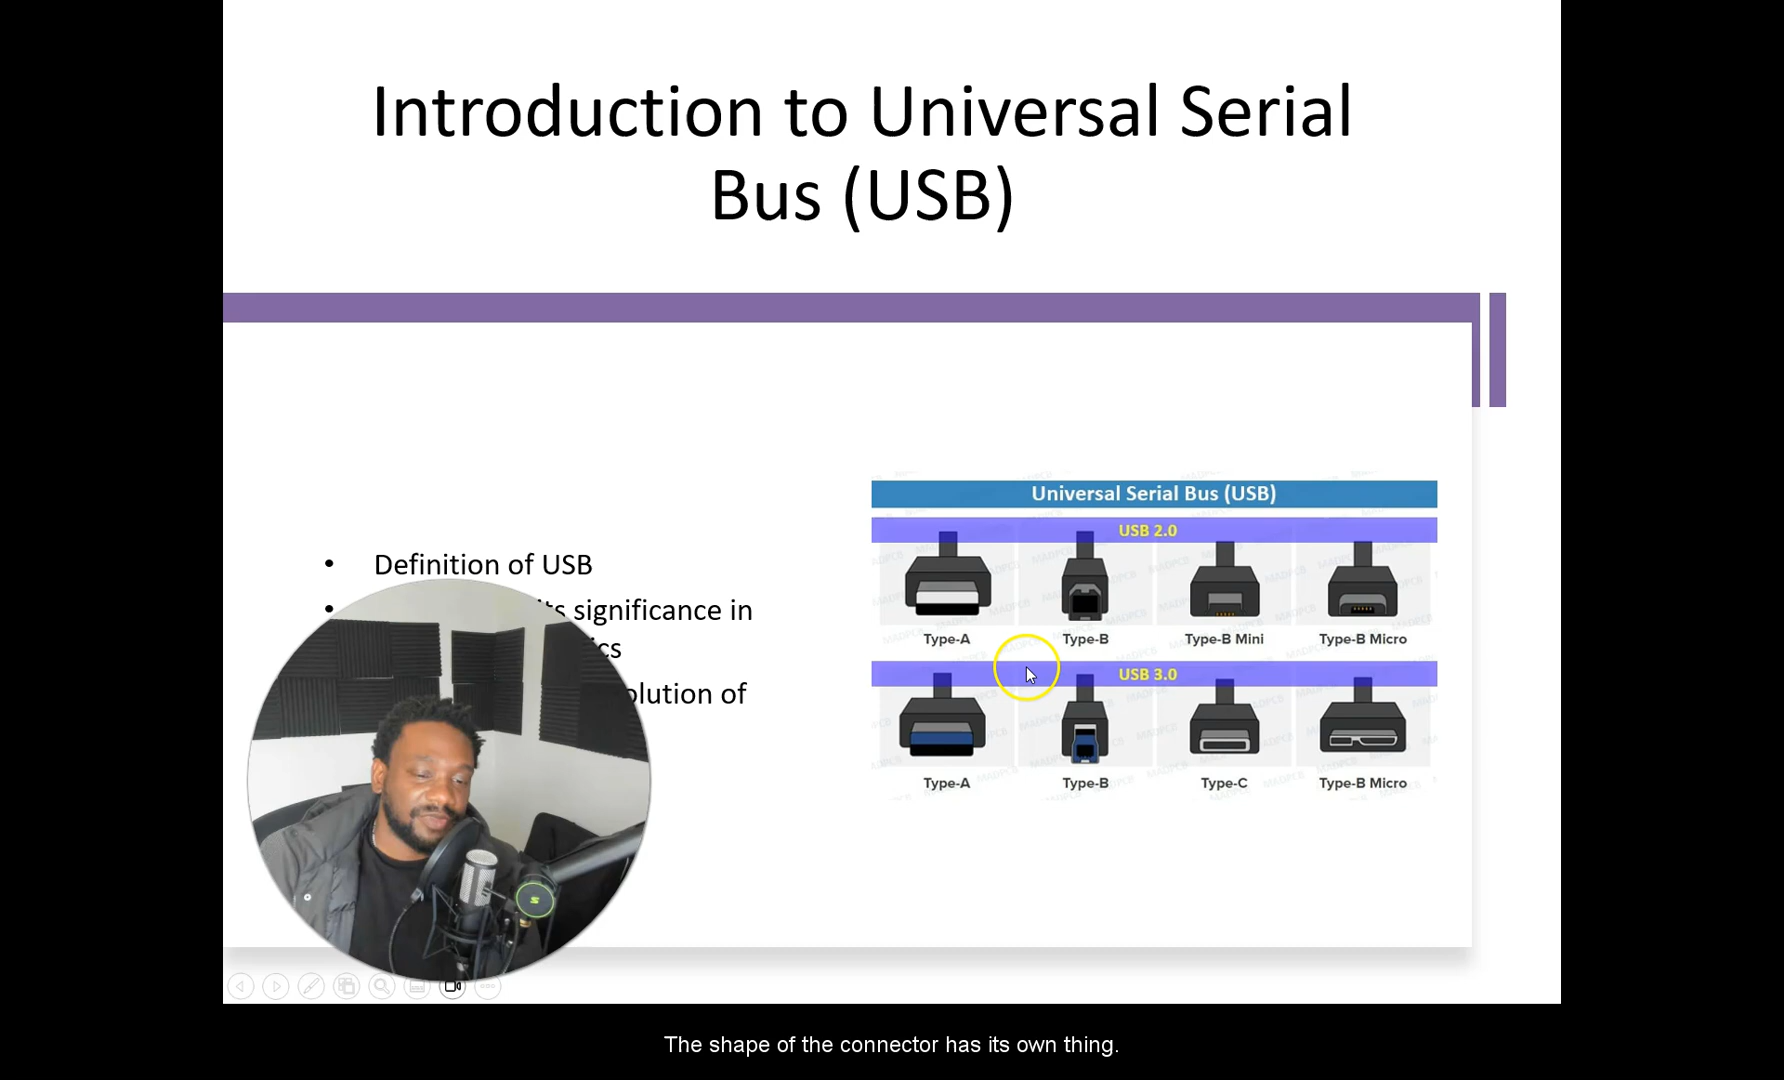 Introduction to Universal Serial
Bus (USB)
• Definition of USB
• significance in
• olution of
Universal Serial Bus (USB)
USB 2.0
Type-A Type-B Type-B Mini Type-B Micro
USB 3.0
Type-A Type-B Type-C Type-B Micro
The shape of the connector has its own thing.